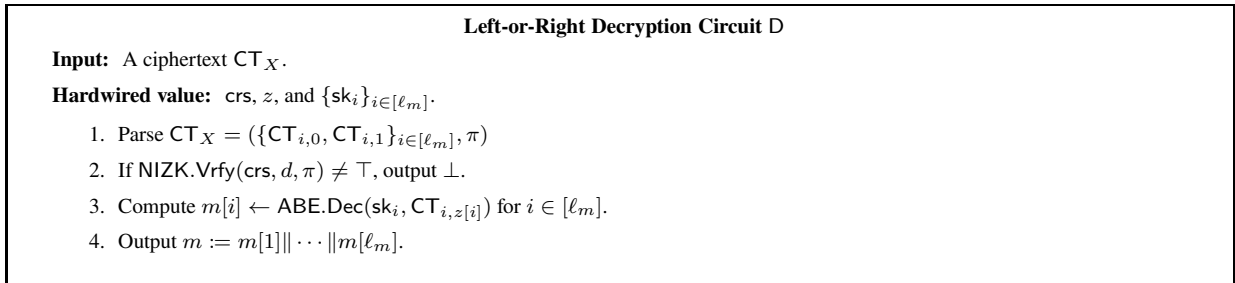 Left-or-Right Decryption Circuit D
Input: A ciphertext CT_X.
Hardwired value: crs, z, and {sk_i}_{i∈[ℓ_m]}.
1. Parse CT_X = ({CT_{i,0}, CT_{i,1}}_{i∈[ℓ_m]}, π)
2. If NIZK.Vrfy(crs, d, π) ≠ ⊤, output ⊥.
3. Compute m[i] ← ABE.Dec(sk_i, CT_{i,z[i]}) for i ∈ [ℓ_m].
4. Output m := m[1]‖ ⋯ ‖m[ℓ_m].